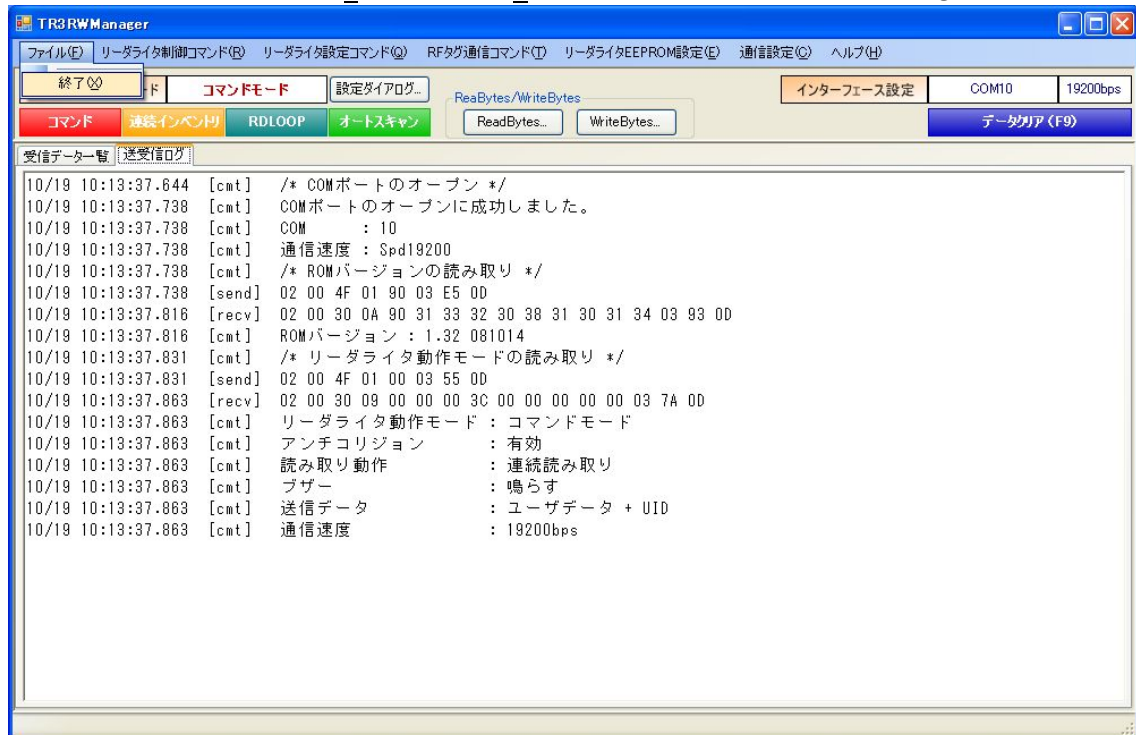 TR3RWManager
ファイル(F) リーダライタ制御コマンド(R) リーダライタ設定コマンド(Q) RFタグ通信コマンド(T) リーダライタEEPROM設定(E) 通信設定(C) ヘルプ(H)
終了(X)
ド コマンドモード 設定ダイアログ... ReaBytes/WriteBytes インターフェース設定 COM10 19200bps
コマンド 連続インベントリ RDLOOP オートスキャン ReadBytes... WriteBytes... データクリア (F9)
受信データ一覧 送受信ログ
10/19 10:13:37.644 [cmt] /* COMポートのオープン */
10/19 10:13:37.738 [cmt] COMポートのオープンに成功しました。
10/19 10:13:37.738 [cmt] COM : 10
10/19 10:13:37.738 [cmt] 通信速度 : Spd19200
10/19 10:13:37.738 [cmt] /* ROMバージョンの読み取り */
10/19 10:13:37.738 [send] 02 00 4F 01 90 03 E5 0D
10/19 10:13:37.816 [recv] 02 00 30 0A 90 31 33 32 30 38 31 30 31 34 03 93 0D
10/19 10:13:37.816 [cmt] ROMバージョン : 1.32 081014
10/19 10:13:37.831 [cmt] /* リーダライタ動作モードの読み取り */
10/19 10:13:37.831 [send] 02 00 4F 01 00 03 55 0D
10/19 10:13:37.863 [recv] 02 00 30 09 00 00 00 3C 00 00 00 00 00 03 7A 0D
10/19 10:13:37.863 [cmt] リーダライタ動作モード : コマンドモード
10/19 10:13:37.863 [cmt] アンチコリジョン : 有効
10/19 10:13:37.863 [cmt] 読み取り動作 : 連続読み取り
10/19 10:13:37.863 [cmt] ブザー : 鳴らす
10/19 10:13:37.863 [cmt] 送信データ : ユーザデータ + UID
10/19 10:13:37.863 [cmt] 通信速度 : 19200bps